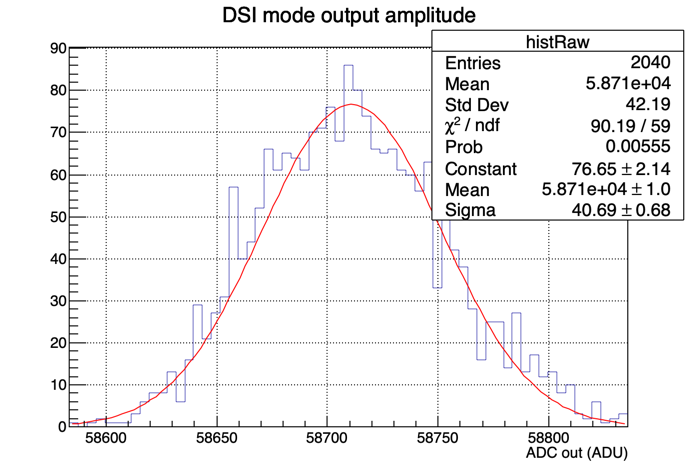 DSI mode output amplitude
histRaw
Entries 2040
Mean 5.871e+04
Std Dev 42.19
χ² / ndf 90.19 / 59
Prob 0.00555
Constant 76.65 ± 2.14
Mean 5.871e+04 ± 1.0
Sigma 40.69 ± 0.68
90
80
70
60
50
40
30
20
10
0
58600 58650 58700 58750 58800
ADC out (ADU)